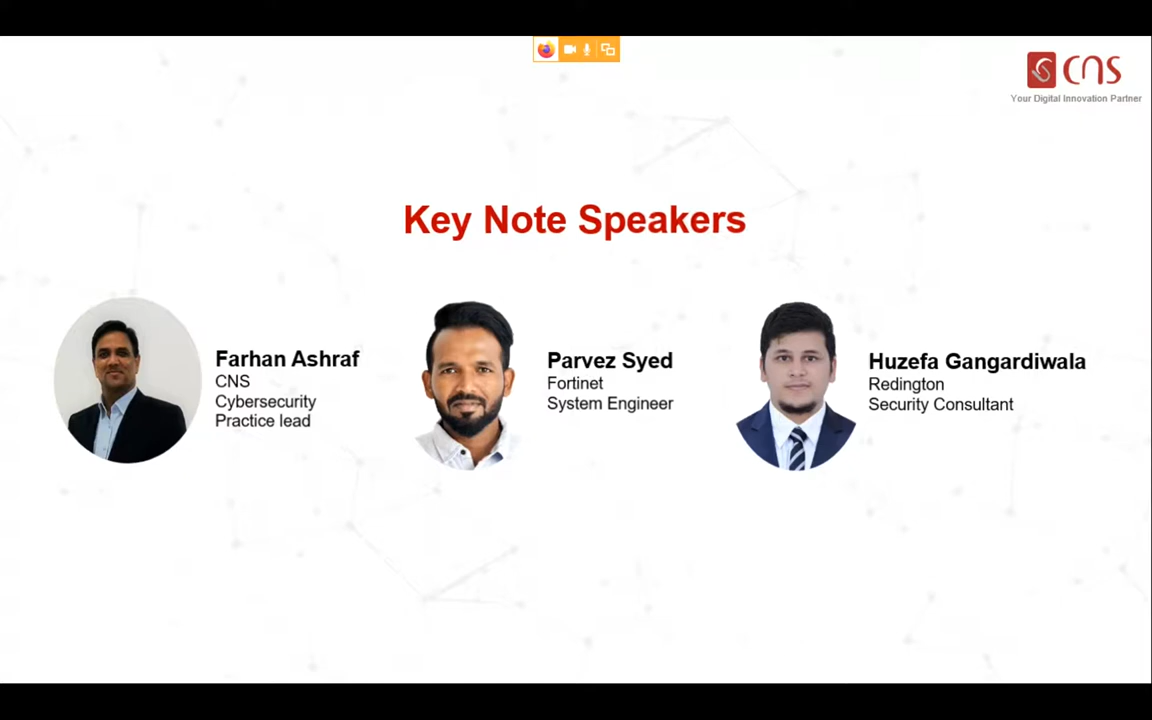 CNS
Your Digital Innovation Partner
Key Note Speakers
Farhan Ashraf
CNS
Cybersecurity
Practice lead
Parvez Syed
Fortinet
System Engineer
Huzefa Gangardiwala
Redington
Security Consultant